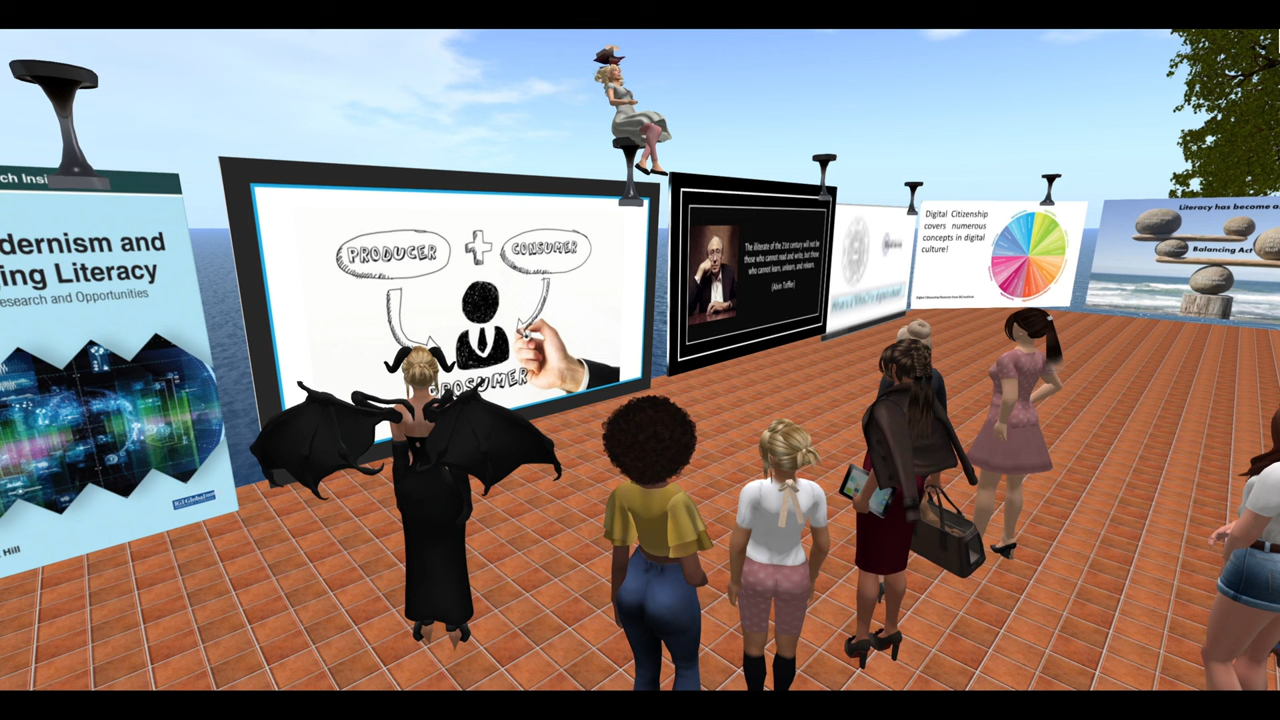 ch Insi
dernism and
ing Literacy
esearch and Opportunities
IGI Global
Hill
PRODUCER + CONSUMER
PROSUMER
The illiterate of the 21st century will not be
those who cannot read and write, but those
who cannot learn, unlearn, and relearn.
(Alvin Toffler)
Digital Citizenship
covers numerous
concepts in digital
culture!
Literacy has become a
Balancing Act